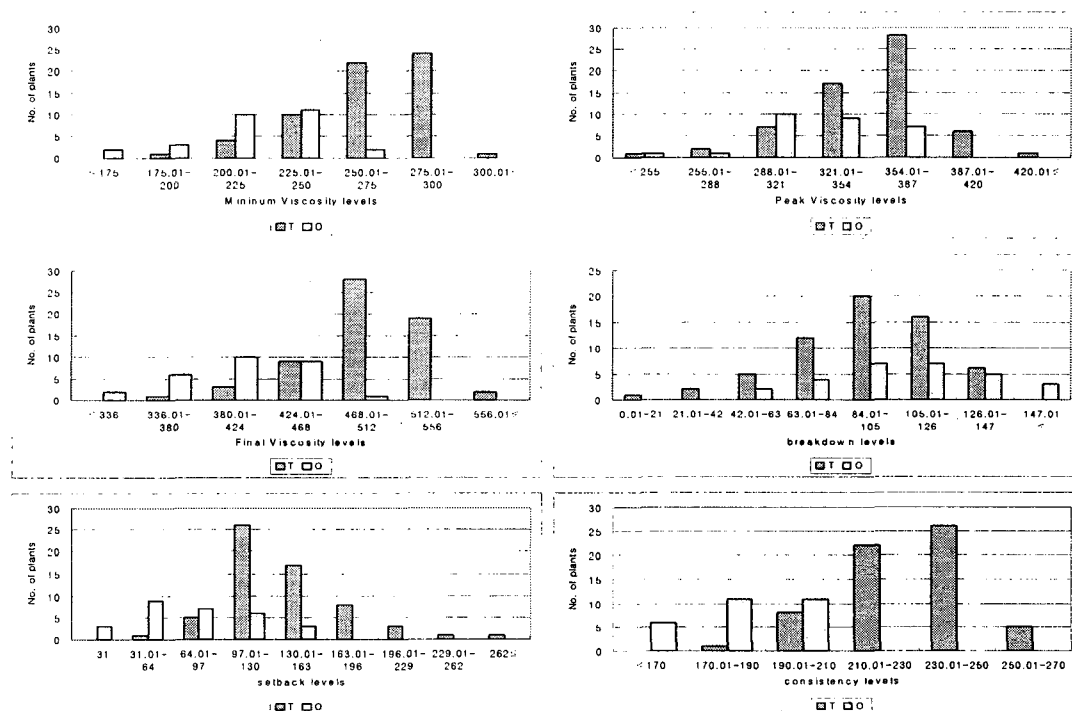 No. of plants
30
25
20
15
10
5
0
<175 175.01- 200.01- 225.01- 250.01- 275.01- 300.01≤
200 225 250 275 300
Mininum Viscosity levels
T O
No. of plants
30
25
20
15
10
5
0
<255 255.01- 288.01- 321.01- 354.01- 387.01- 420.01≤
288 321 354 387 420
Peak Viscosity levels
T O
No. of plants
30
25
20
15
10
5
0
<336 336.01- 380.01- 424.01- 468.01- 512.01- 556.01≤
380 424 468 512 556
Final Viscosity levels
T O
No. of plants
25
20
15
10
5
0
0.01-21 21.01-42 42.01-63 63.01-84 84.01- 105.01- 126.01- 147.01
105 126 147 ≤
breakdown levels
T O
No. of plants
30
25
20
15
10
5
0
31 31.01- 64.01- 97.01- 130.01- 163.01- 196.01- 229.01- 262≤
64 97 130 163 196 229 262
setback levels
T O
No. of plants
30
25
20
15
10
5
0
<170 170.01-190 190.01-210 210.01-230 230.01-250 250.01-270
consistency levels
T O